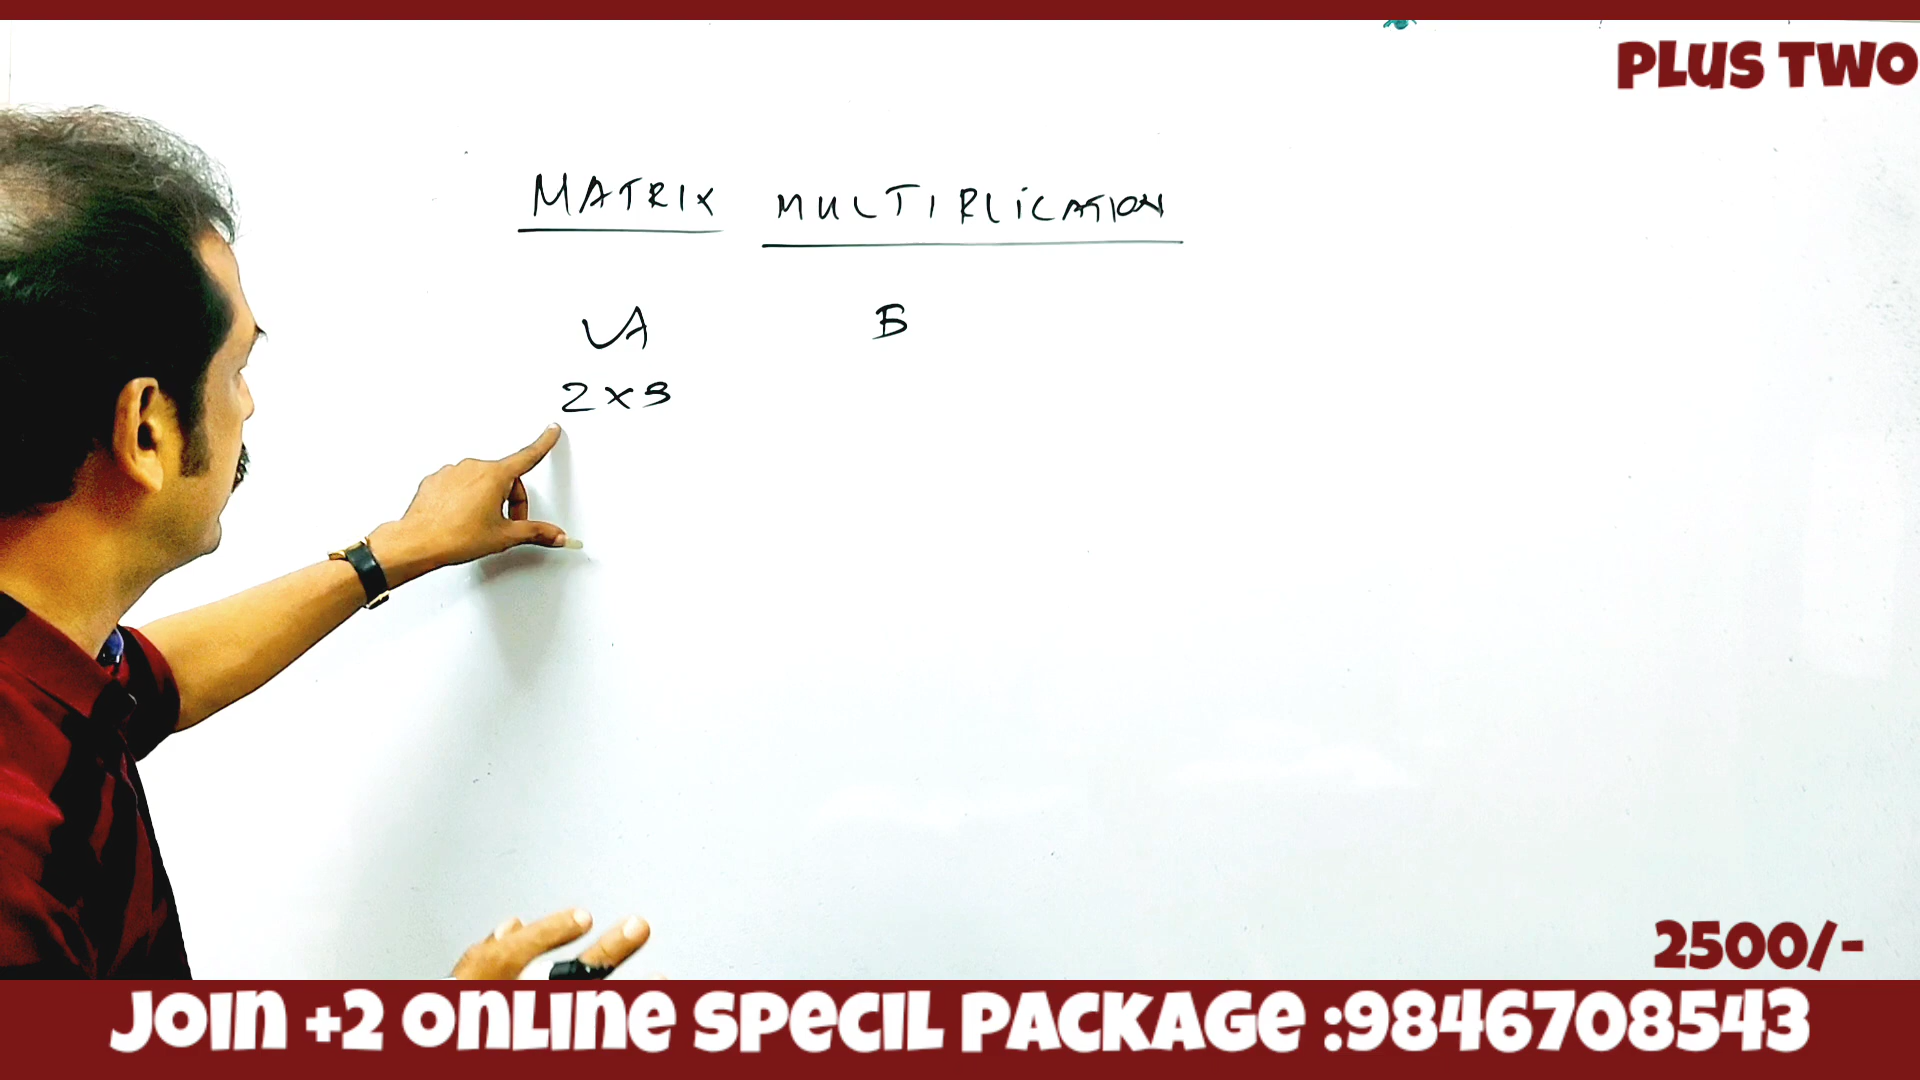 PLUS TWO
MATRIX MULTIPLICATION
A B
2 x 3
2500/-
JOIN +2 ONLINE SPECIL PACKAGE :9846708543